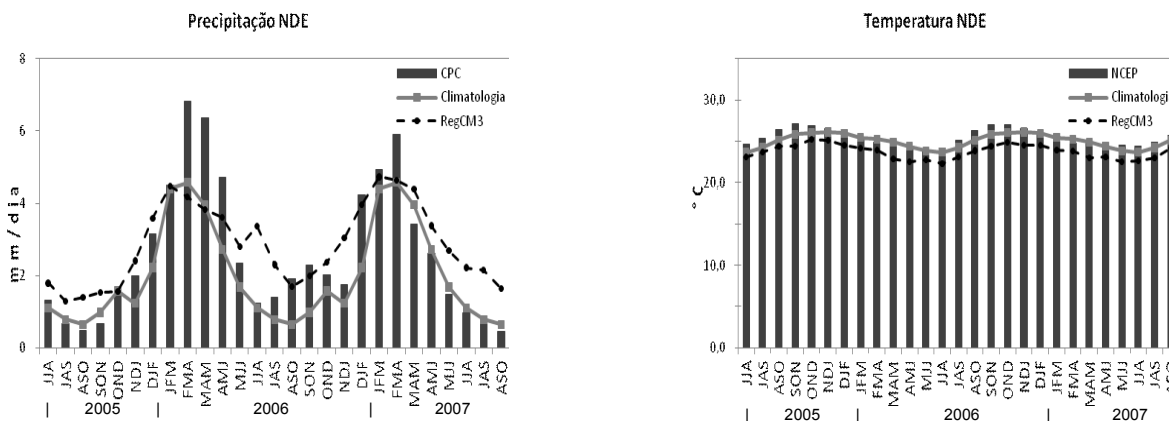 Precipitação NDE
8
6
4
2
0
mm/dia
CPC
Climatologia
RegCM3
JJA JAS ASO SON OND NDJ DJF JFM FMA MAM AMJ MJJ JJA JAS ASO SON OND NDJ DJF JFM FMA MAM AMJ MJJ JJA JAS ASO
2005 2006 2007
Temperatura NDE
30,0
20,0
10,0
0,0
°C
NCEP
Climatologi
RegCM3
JJA JAS ASO SON OND NDJ DJF JFM FMA MAM AMJ MJJ JJA JAS ASO SON OND NDJ DJF JFM FMA MAM AMJ MJJ JJA JAS
2005 2006 2007